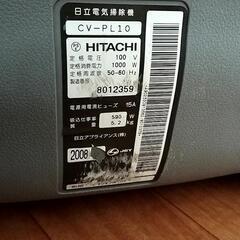 日立電気掃除機
CV-PL10
HITACHI
定格電圧 100 V
定格消費電力 1000 W
定格周波数 50-60 Hz
8012359
電源用電流ヒューズ 15A
吸込仕事率 590 W
5.2 kg
日立アプライアンス(株)
2008
JET